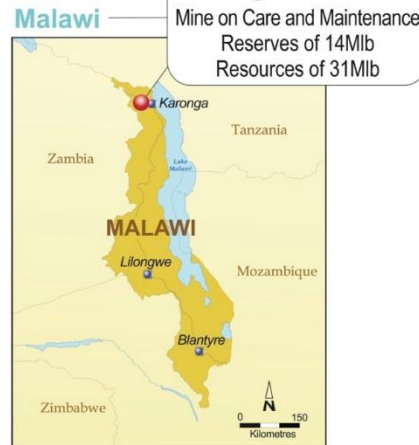 Malawi
Mine on Care and Maintenance
Reserves of 14Mlb
Resources of 31Mlb
Karonga
Tanzania
Zambia
Lake
Malawi
MALAWI
Lilongwe
Mozambique
Blantyre
Zimbabwe
N
0 150
Kilometres